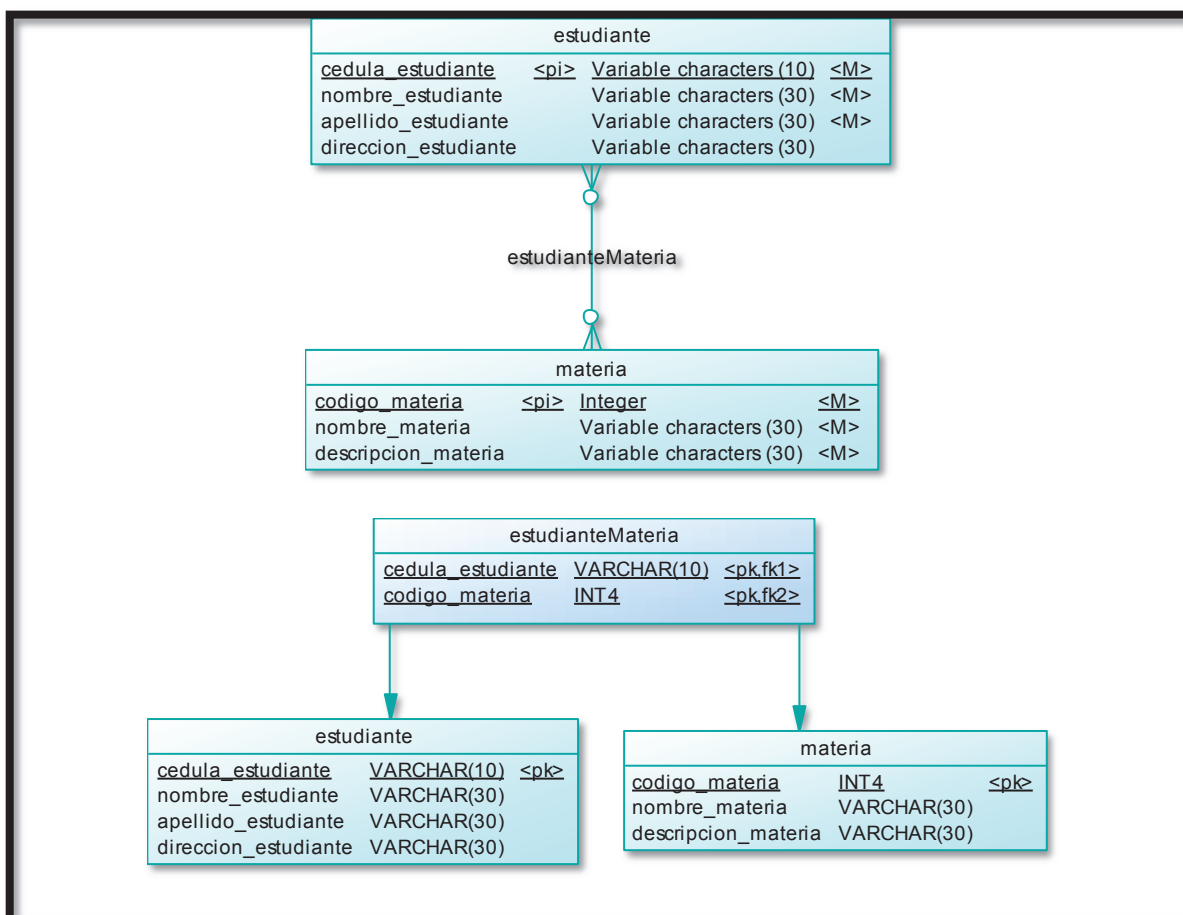 estudiante
cedula_estudiante <pi> Variable characters (10) <M>
nombre_estudiante Variable characters (30) <M>
apellido_estudiante Variable characters (30) <M>
direccion_estudiante Variable characters (30)
estudianteMateria
materia
codigo_materia <pi> Integer <M>
nombre_materia Variable characters (30) <M>
descripcion_materia Variable characters (30) <M>
estudianteMateria
cedula_estudiante VARCHAR(10) <pk,fk1>
codigo_materia INT4 <pk,fk2>
estudiante
cedula_estudiante VARCHAR(10) <pk>
nombre_estudiante VARCHAR(30)
apellido_estudiante VARCHAR(30)
direccion_estudiante VARCHAR(30)
materia
codigo_materia INT4 <pk>
nombre_materia VARCHAR(30)
descripcion_materia VARCHAR(30)